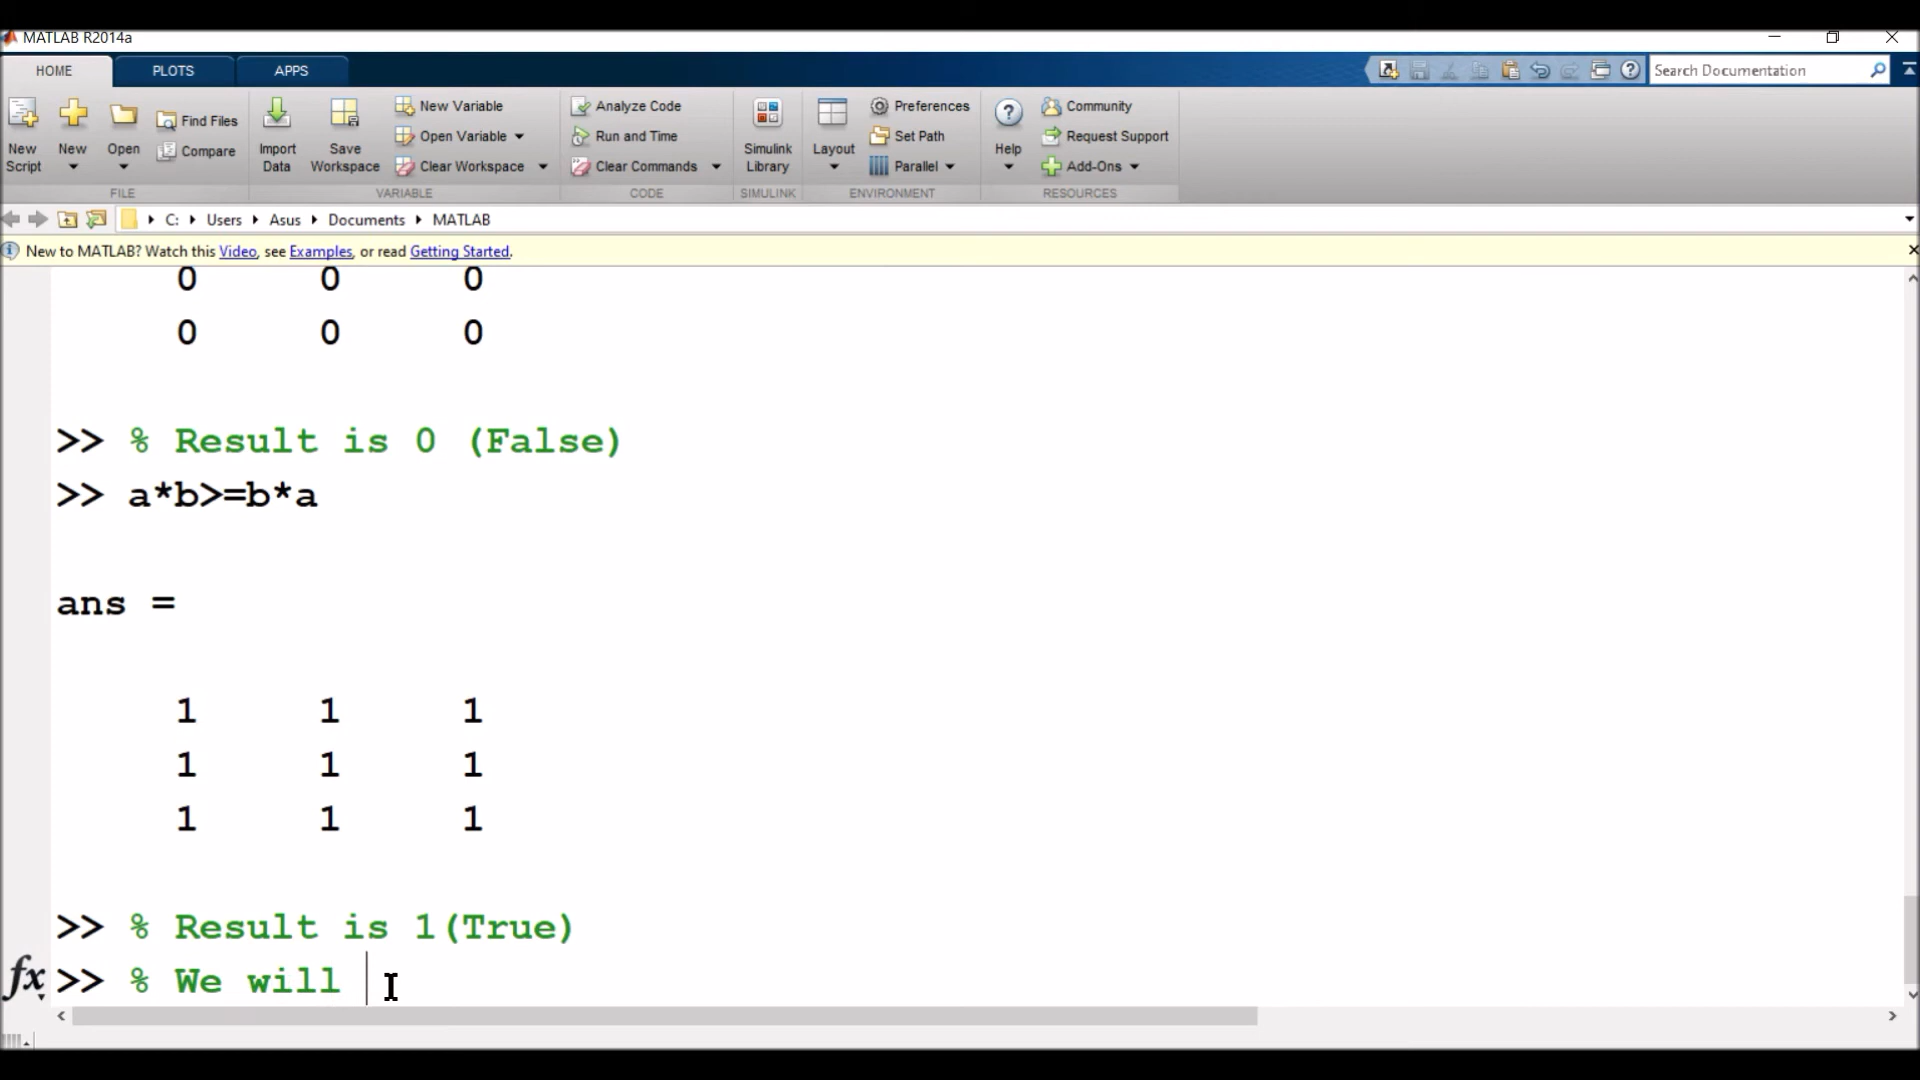 MATLAB R2014a
HOME PLOTS APPS
Search Documentation
New Script
New
Open
Find Files
Compare
FILE
Import Data
Save Workspace
New Variable
Open Variable
Clear Workspace
VARIABLE
Analyze Code
Run and Time
Clear Commands
CODE
Simulink Library
SIMULINK
Layout
Preferences
Set Path
Parallel
ENVIRONMENT
Help
Community
Request Support
Add-Ons
RESOURCES
C: Users Asus Documents MATLAB
New to MATLAB? Watch this Video, see Examples, or read Getting Started.
0 0 0
0 0 0
>> % Result is 0 (False)
>> a*b>=b*a
ans =
1 1 1
1 1 1
1 1 1
>> % Result is 1(True)
fx >> % We will